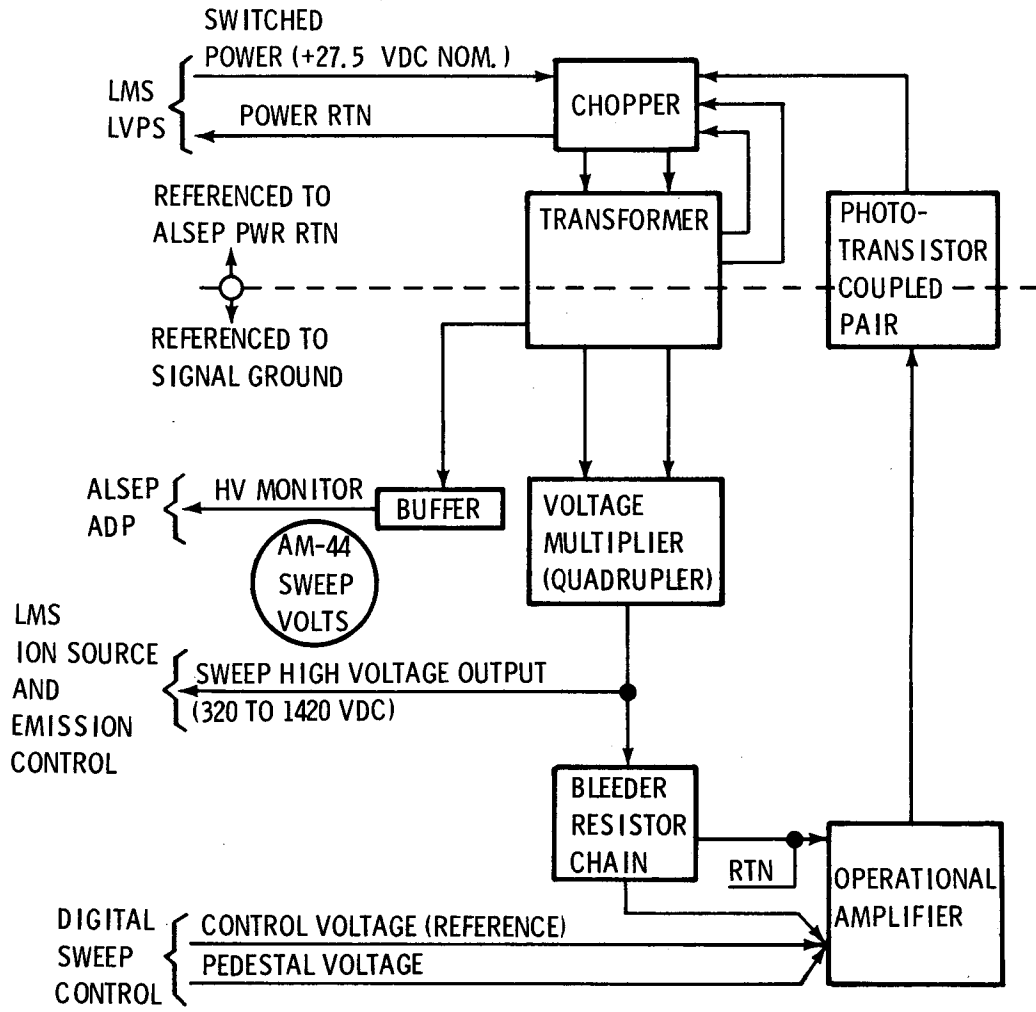 SWITCHED
POWER (+27.5 VDC NOM.)
LMS
LVPS
POWER RTN
CHOPPER
REFERENCED TO
ALSEP PWR RTN
TRANSFORMER
PHOTO-
TRANSISTOR
COUPLED
PAIR
REFERENCED TO
SIGNAL GROUND
ALSEP
ADP
HV MONITOR
BUFFER
VOLTAGE
MULTIPLIER
(QUADRUPLER)
AM-44
SWEEP
VOLTS
LMS
ION SOURCE
AND
EMISSION
CONTROL
SWEEP HIGH VOLTAGE OUTPUT
(320 TO 1420 VDC)
BLEEDER
RESISTOR
CHAIN
RTN
OPERATIONAL
AMPLIFIER
DIGITAL
SWEEP
CONTROL
CONTROL VOLTAGE (REFERENCE)
PEDESTAL VOLTAGE